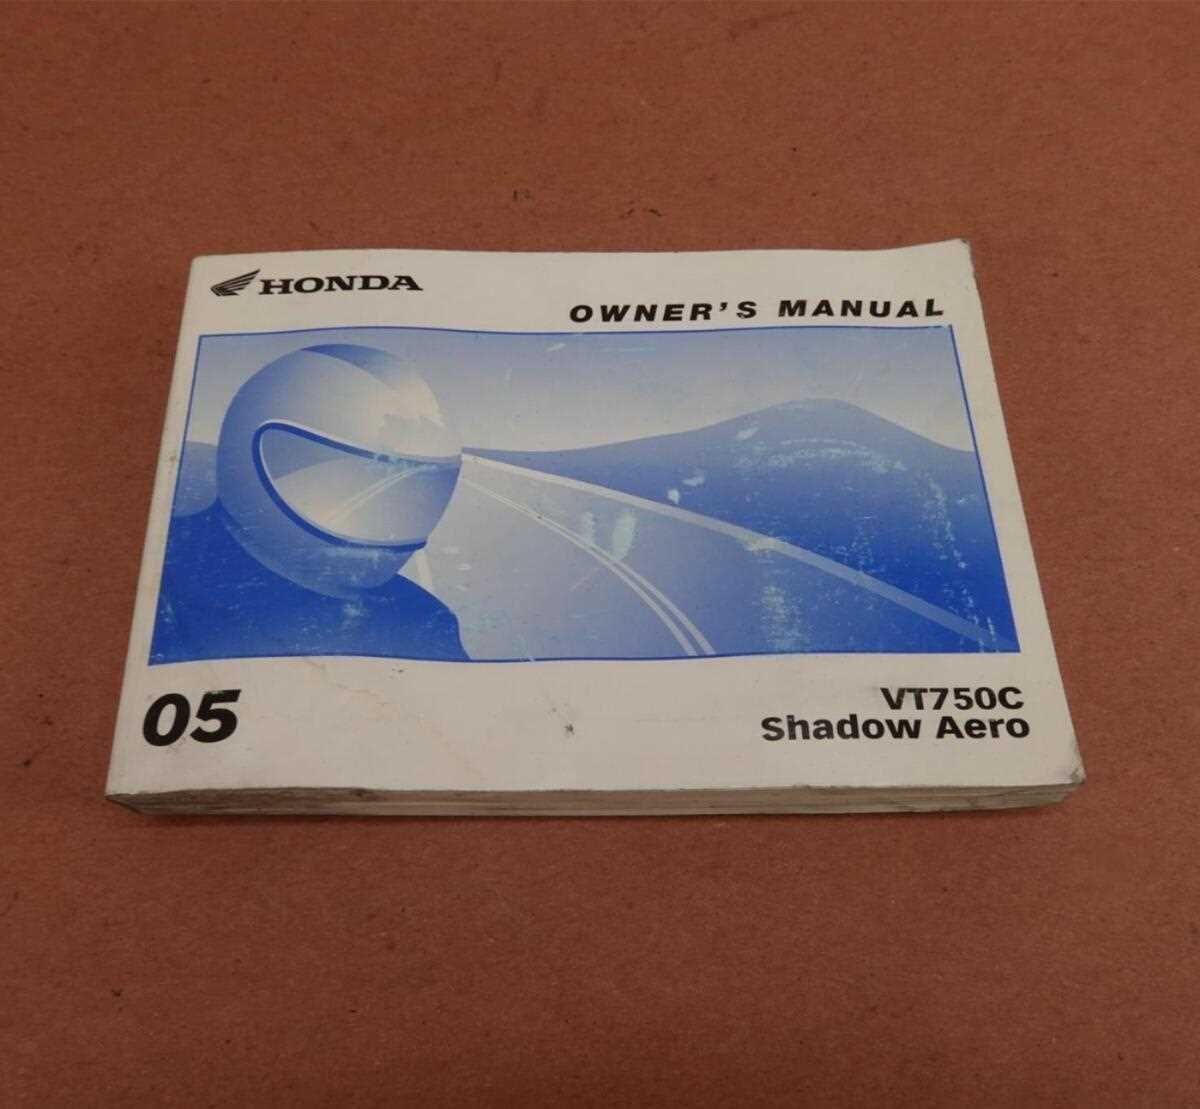 HONDA
OWNER'S MANUAL
05
VT750C
Shadow Aero